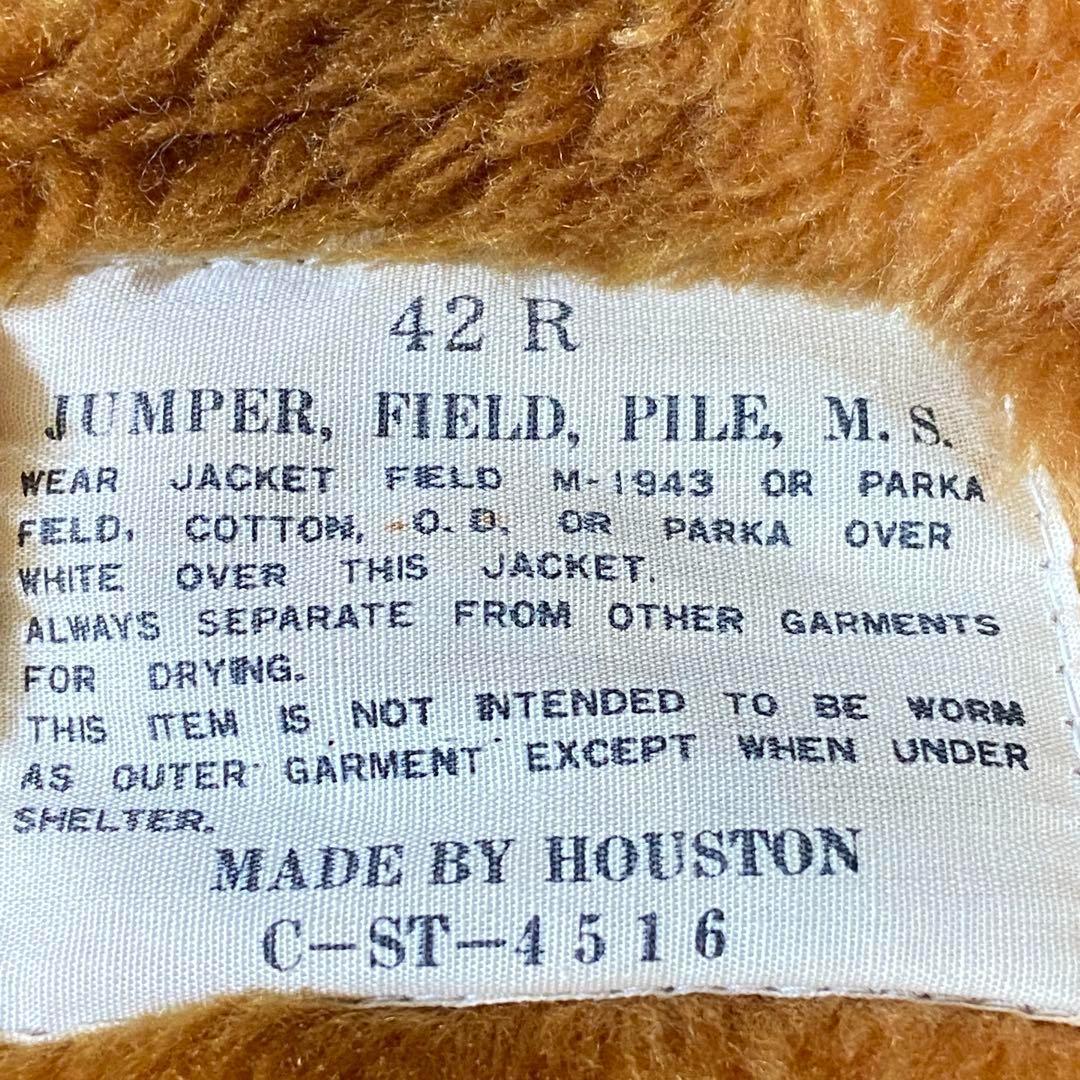 42 R
JUMPER, FIELD, PILE, M. S.
WEAR JACKET FIELD M-1943 OR PARKA
FELD, COTTON, O. D. OR PARKA OVER
WHITE OVER THIS JACKET.
ALWAYS SEPARATE FROM OTHER GARMENTS
FOR DRYING.
THIS ITEM IS NOT INTENDED TO BE WORM
AS OUTER GARMENT EXCEPT WHEN UNDER
SHELTER.
MADE BY HOUSTON
C-ST-4516